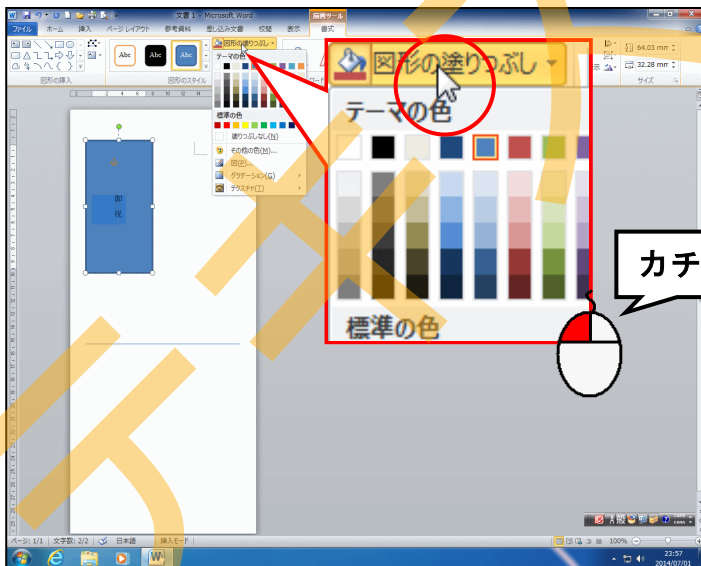 文書 1 - Microsoft Word
描画ツール
ファイル ホーム 挿入 ページ レイアウト 参考資料 差し込み文書 校閲 表示 書式
図形の塗りつぶし
Abc Abc Abc
64.03 mm
32.28 mm
図形の挿入 図形のスタイル サイズ
テーマの色
標準の色
塗りつぶしなし(N)
その他の色(M)...
図(P)...
グラデーション(G)
テクスチャ(T)
図形の塗りつぶし
テーマの色
標準の色
カチ
御
祝
ページ: 1/1 文字数: 2/2 日本語 挿入モード 100%
A 般
KANA
23:57
2014/07/01